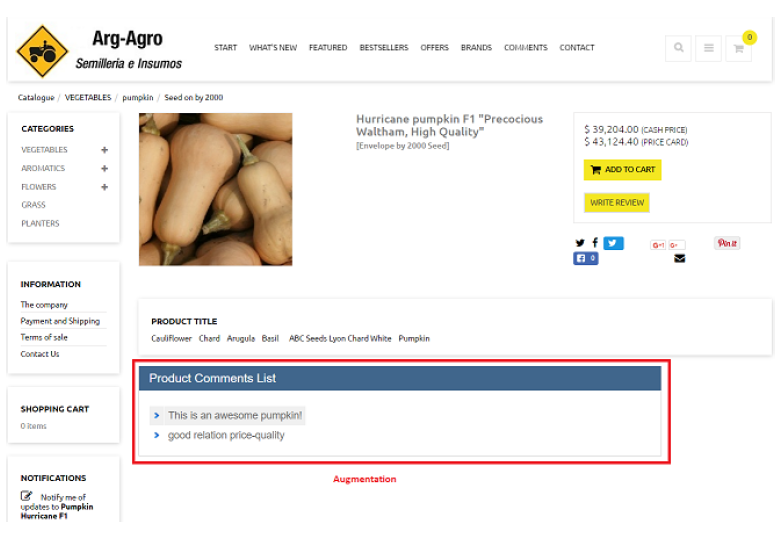 Arg-Agro
Semilleria e Insumos
START WHAT'S NEW FEATURED BESTSELLERS OFFERS BRANDS COMMENTS CONTACT
0
Catalogue / VEGETABLES / pumpkin / Seed on by 2000
CATEGORIES
VEGETABLES +
AROMATICS +
FLOWERS +
GRASS
PLANTERS
Hurricane pumpkin F1 "Precocious
Waltham, High Quality"
[Envelope by 2000 Seed]
$ 39,204.00 (CASH PRICE)
$ 43,124.40 (PRICE CARD)
ADD TO CART
WRITE REVIEW
G+1 G+ Pin it
0
INFORMATION
The company
Payment and Shipping
Terms of sale
Contact Us
PRODUCT TITLE
Cauliflower Chard Arugula Basil ABC Seeds Lyon Chard White Pumpkin
Product Comments List
This is an awesome pumpkin!
good relation price-quality
Augmentation
SHOPPING CART
0 items
NOTIFICATIONS
Notify me of
updates to Pumpkin
Hurricane F1